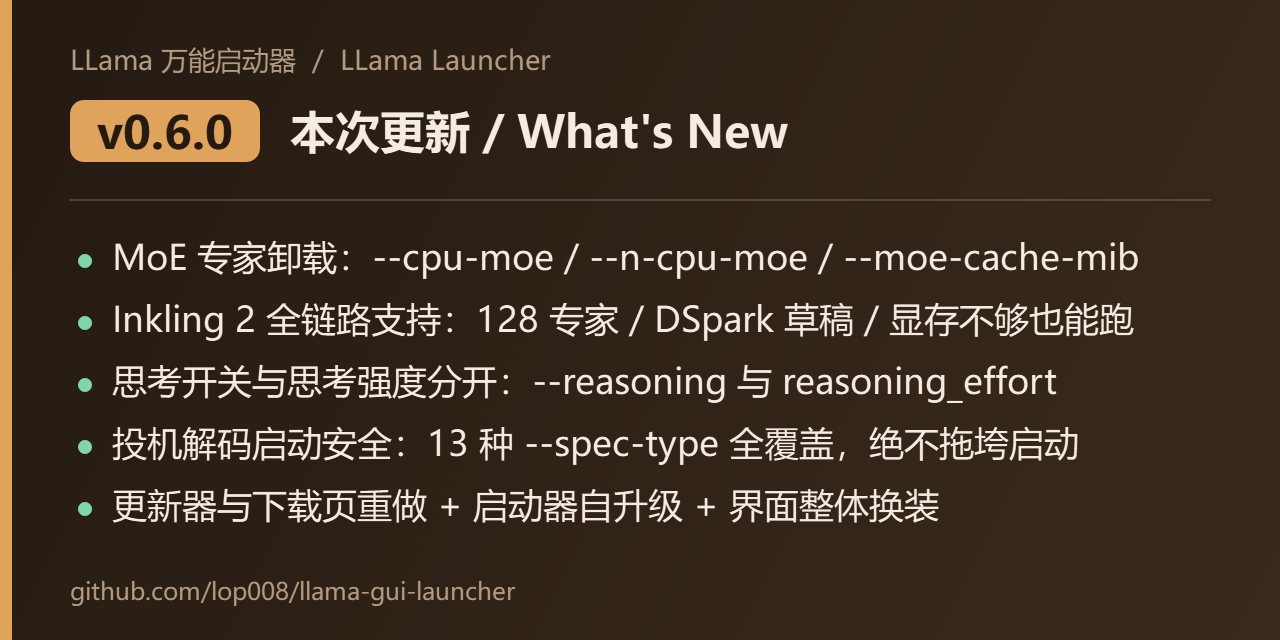 LLama 万能启动器 / LLama Launcher
v0.6.0 本次更新 / What's New
MoE 专家卸载：--cpu-moe / --n-cpu-moe / --moe-cache-mib
Inkling 2 全链路支持：128 专家 / DSpark 草稿 / 显存不够也能跑
思考开关与思考强度分开：--reasoning 与 reasoning_effort
投机解码启动安全：13 种 --spec-type 全覆盖，绝不拖垮启动
更新器与下载页重做 + 启动器自升级 + 界面整体换装
github.com/lop008/llama-gui-launcher